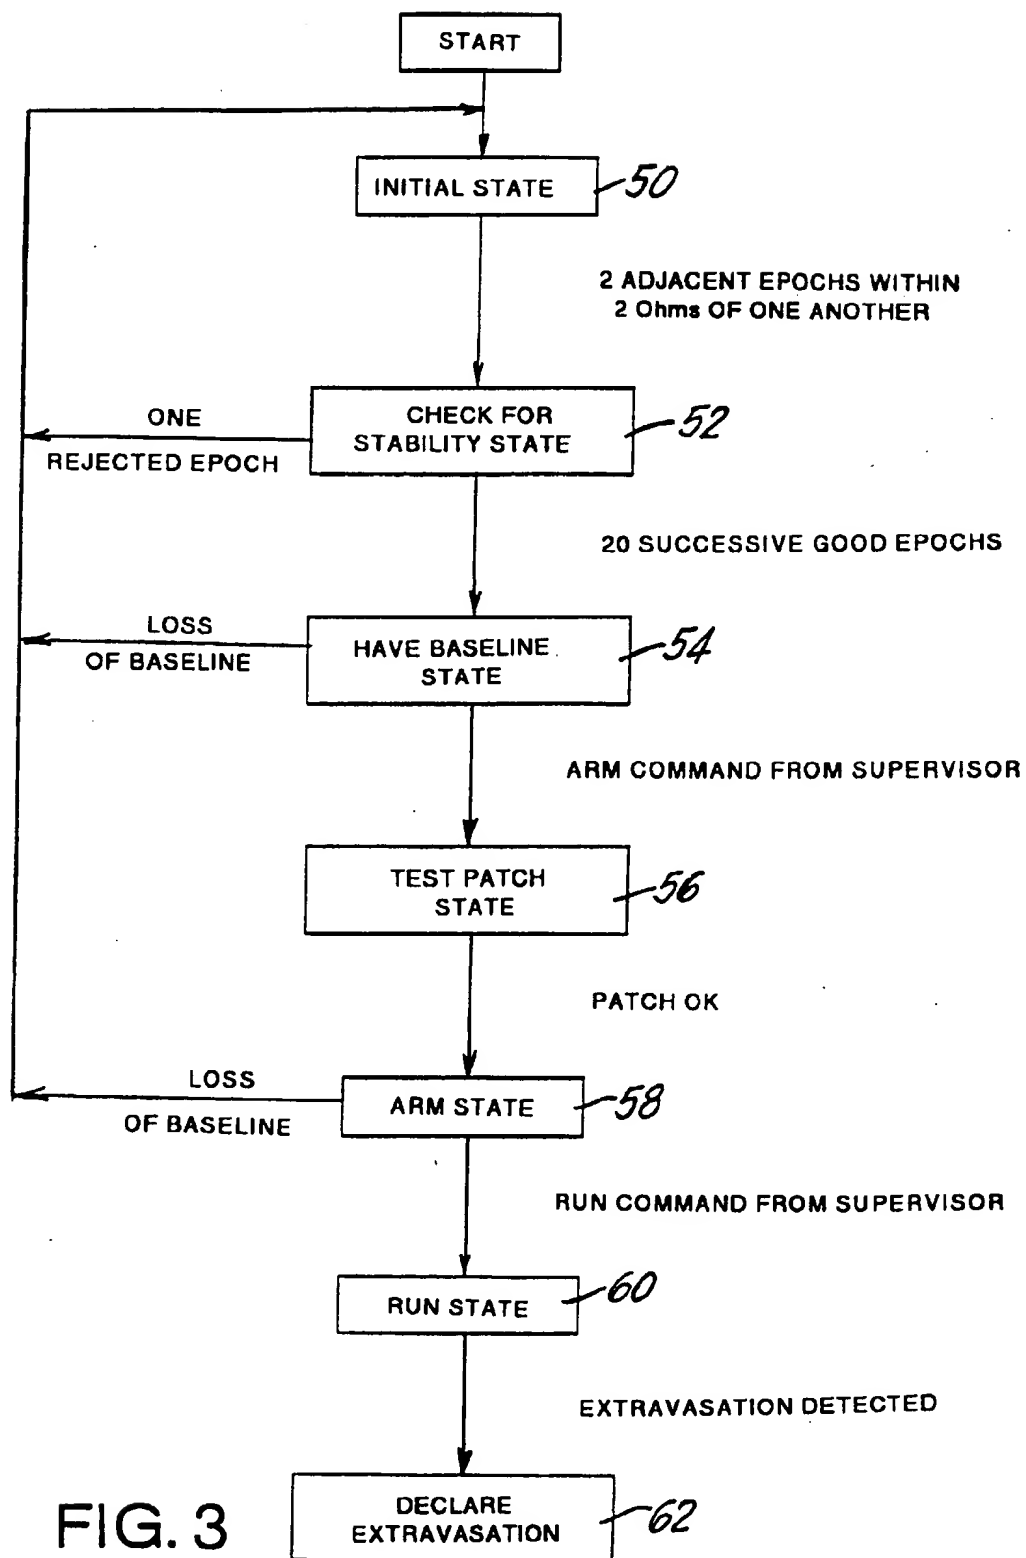 START
INITIAL STATE
50
2 ADJACENT EPOCHS WITHIN
2 Ohms OF ONE ANOTHER
CHECK FOR
STABILITY STATE
52
ONE
REJECTED EPOCH
20 SUCCESSIVE GOOD EPOCHS
HAVE BASELINE
STATE
54
LOSS
OF BASELINE
ARM COMMAND FROM SUPERVISOR
TEST PATCH
STATE
56
PATCH OK
ARM STATE
58
LOSS
OF BASELINE
RUN COMMAND FROM SUPERVISOR
RUN STATE
60
EXTRAVASATION DETECTED
DECLARE
EXTRAVASATION
62
FIG. 3